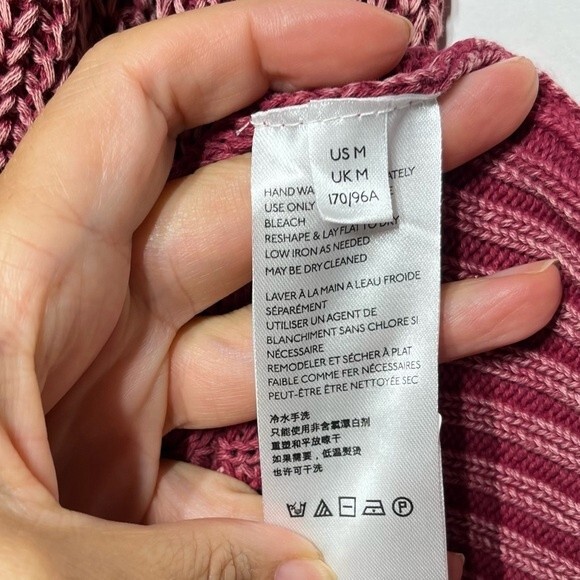 US M
UK M
170/96A
HAND WA ATELY
USE ONLY E
BLEACH
RESHAPE & LAY FLAT TO DRY
LOW IRON AS NEEDED
MAY BE DRY CLEANED
LAVER À LA MAIN A LEAU FROIDE
SÉPARÉMENT
UTILISER UN AGENT DE
BLANCHIMENT SANS CHLORE SI
NÉCESSAIRE
REMODELER ET SÉCHER À PLAT
FAIBLE COMME FER NÉCESSAIRES
PEUT-ÊTRE ÊTRE NETTOYÉE SEC
冷水手洗
只能使用非含氯漂白剂
重塑和平放晾干
如果需要，低温熨烫
也许可干洗
P